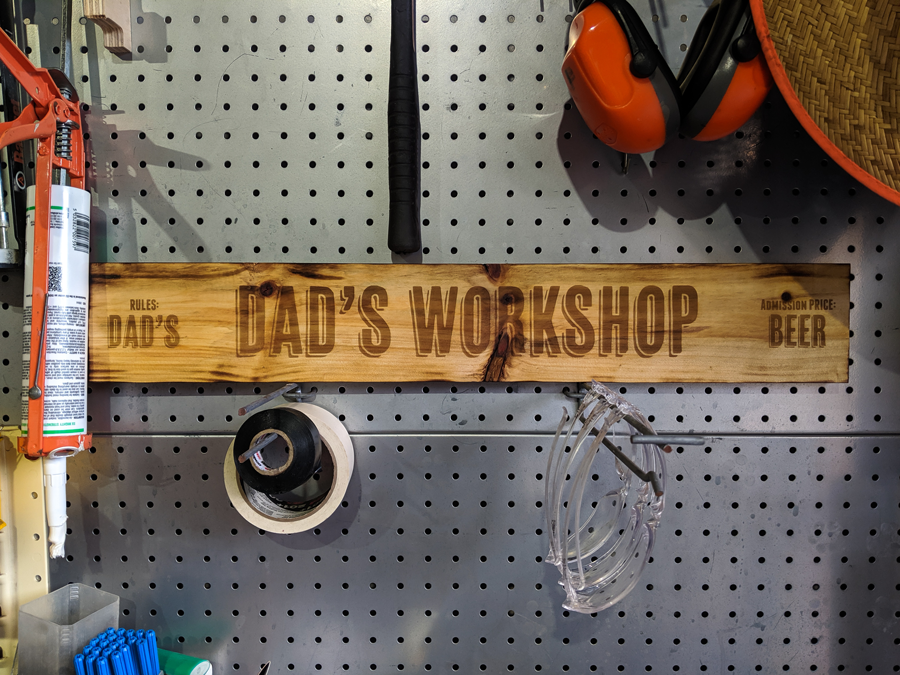 RULES:
DAD'S
DAD'S WORKSHOP
ADMISSION PRICE:
BEER